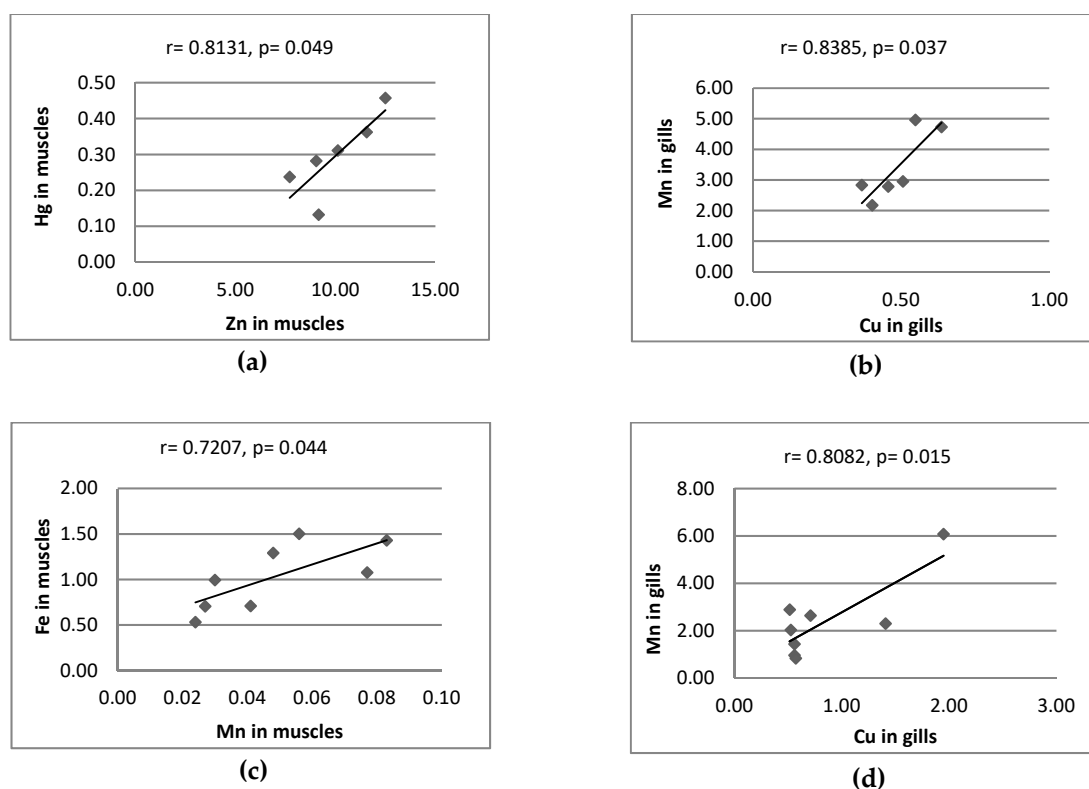 r= 0.8131, p= 0.049
0.50
0.40
0.30
0.20
0.10
0.00
Hg in muscles
0.00 5.00 10.00 15.00
Zn in muscles
(a)
r= 0.8385, p= 0.037
6.00
5.00
4.00
3.00
2.00
1.00
0.00
Mn in gills
0.00 0.50 1.00
Cu in gills
(b)
r= 0.7207, p= 0.044
2.00
1.50
1.00
0.50
0.00
Fe in muscles
0.00 0.02 0.04 0.06 0.08 0.10
Mn in muscles
(c)
r= 0.8082, p= 0.015
8.00
6.00
4.00
2.00
0.00
Mn in gills
0.00 1.00 2.00 3.00
Cu in gills
(d)